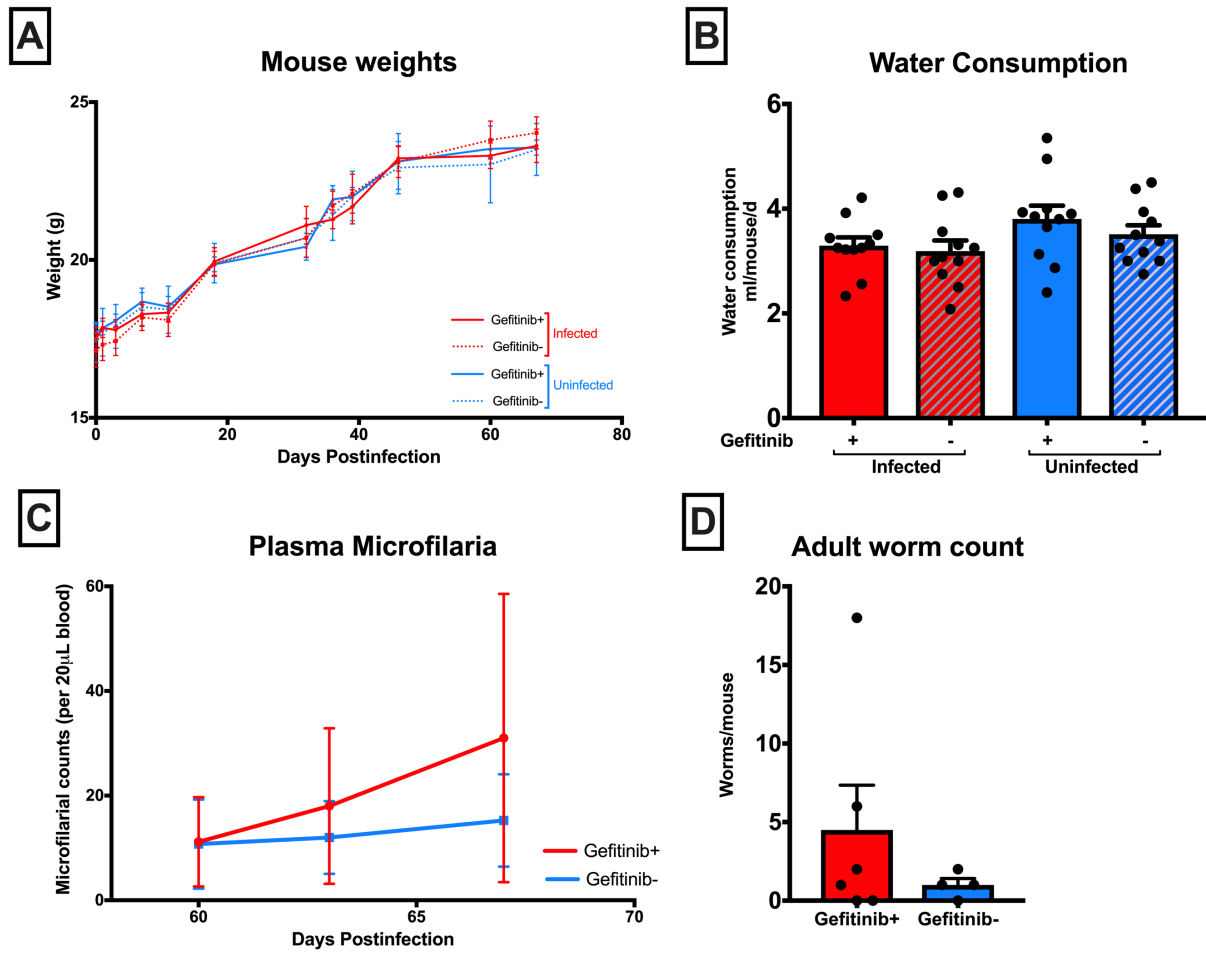 A
Mouse weights
Weight (g)
25
20
15
0
20
40
60
80
Days Postinfection
Gefitinib+
Gefitinib-
Infected
Gefitinib+
Gefitinib-
Uninfected
B
Water Consumption
Water consumption
ml/mouse/d
6
4
2
0
Gefitinib + - + -
Infected Uninfected
C
Plasma Microfilaria
Microfilarial counts (per 20μL blood)
60
40
20
0
60
65
70
Days Postinfection
Gefitinib+
Gefitinib-
D
Adult worm count
Worms/mouse
20
15
10
5
0
Gefitinib+ Gefitinib-